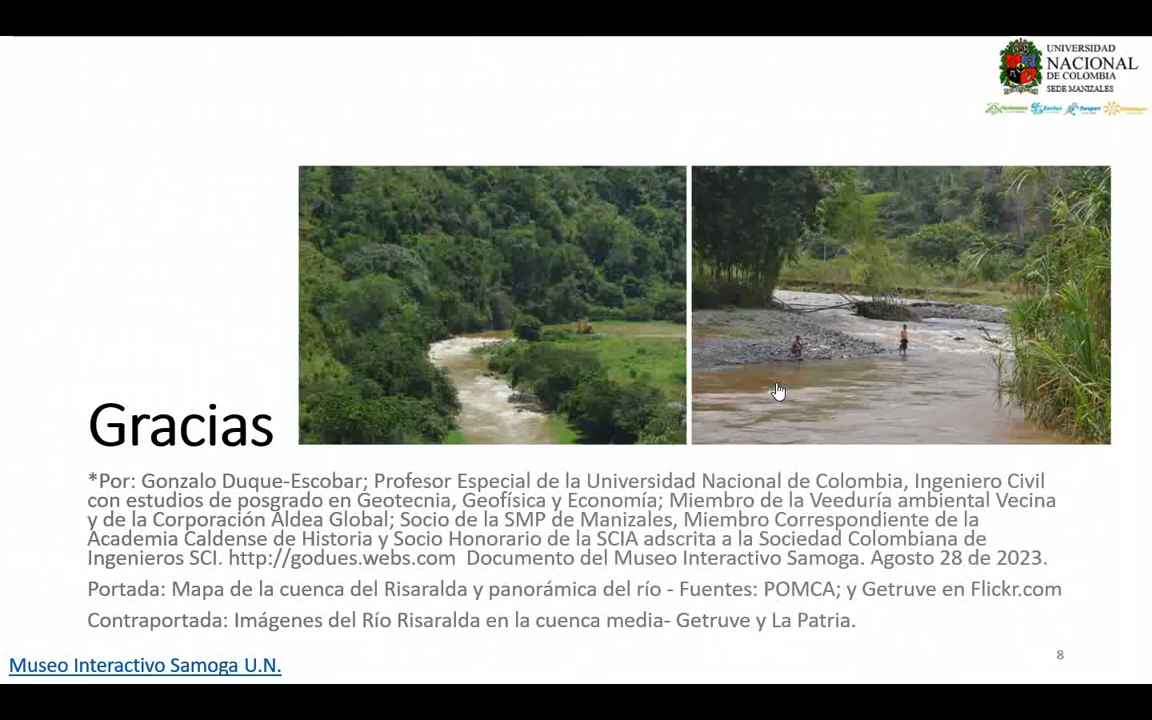 UNIVERSIDAD
NACIONAL
DE COLOMBIA
SEDE MANIZALES
Gracias
*Por: Gonzalo Duque-Escobar; Profesor Especial de la Universidad Nacional de Colombia, Ingeniero Civil
con estudios de posgrado en Geotecnia, Geofísica y Economía; Miembro de la Veeduría ambiental Vecina
y de la Corporación Aldea Global; Socio de la SMP de Manizales, Miembro Correspondiente de la
Academia Caldense de Historia y Socio Honorario de la SCIA adscrita a la Sociedad Colombiana de
Ingenieros SCI. http://godues.webs.com Documento del Museo Interactivo Samoga. Agosto 28 de 2023.
Portada: Mapa de la cuenca del Risaralda y panorámica del río - Fuentes: POMCA; y Getruve en Flickr.com
Contraportada: Imágenes del Río Risaralda en la cuenca media- Getruve y La Patria.
Museo Interactivo Samoga U.N.
8